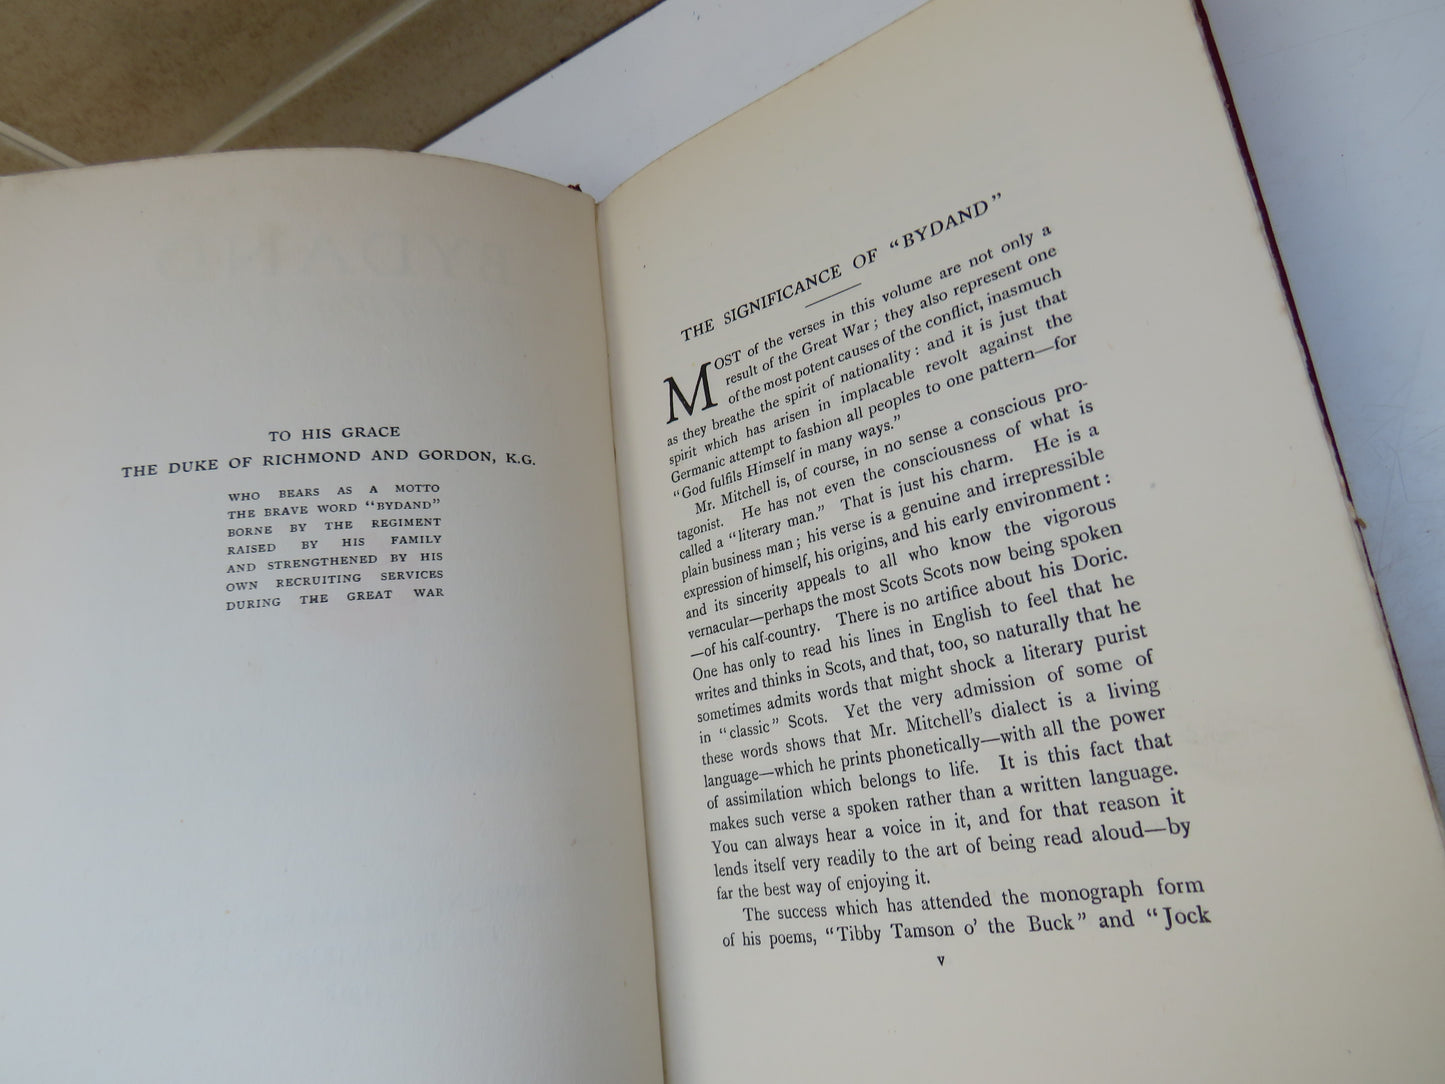 TO HIS GRACE
THE DUKE OF RICHMOND AND GORDON, K.G.
WHO BEARS AS A MOTTO
THE BRAVE WORD "BYDAND"
BORNE BY THE REGIMENT
RAISED BY HIS FAMILY
AND STRENGTHENED BY HIS
OWN RECRUITING SERVICES
DURING THE GREAT WAR
THE SIGNIFICANCE OF "BYDAND"
MOST of the verses in this volume are not only a
result of the Great War; they also represent one
of the most potent causes of the conflict, inasmuch
as they breathe the spirit of nationality: and it is just that
spirit which has arisen in implacable revolt against the
Germanic attempt to fashion all peoples to one pattern—for
"God fulfils Himself in many ways."
Mr. Mitchell is, of course, in no sense a conscious pro-
tagonist. He has not even the consciousness of what is
called a "literary man." That is just his charm. He is a
plain business man; his verse is a genuine and irrepressible
expression of himself, his origins, and his early environment:
and its sincerity appeals to all who know the vigorous
vernacular—perhaps the most Scots Scots now being spoken
—of his calf-country. There is no artifice about his Doric.
One has only to read his lines in English to feel that he
writes and thinks in Scots, and that, too, so naturally that he
sometimes admits words that might shock a literary purist
in "classic" Scots. Yet the very admission of some of
these words shows that Mr. Mitchell's dialect is a living
language—which he prints phonetically—with all the power
of assimilation which belongs to life. It is this fact that
makes such verse a spoken rather than a written language.
You can always hear a voice in it, and for that reason it
lends itself very readily to the art of being read aloud—by
far the best way of enjoying it.
The success which has attended the monograph form
of his poems, "Tibby Tamson o' the Buck" and "Jock
v